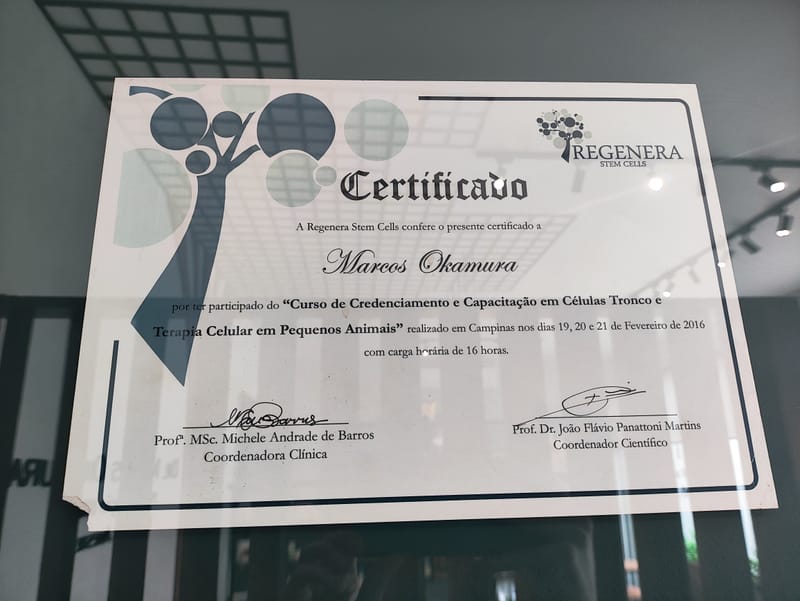 REGENERA
STEM CELLS
Certificado
A Regenera Stem Cells confere o presente certificado a
Marcos Okamura
por ter participado do “Curso de Credenciamento e Capacitação em Células Tronco e
Terapia Celular em Pequenos Animais” realizado em Campinas nos dias 19, 20 e 21 de Fevereiro de 2016
com carga horária de 16 horas.
Profª. MSc. Michele Andrade de Barros
Coordenadora Clínica
Prof. Dr. João Flávio Panattoni Martins
Coordenador Científico